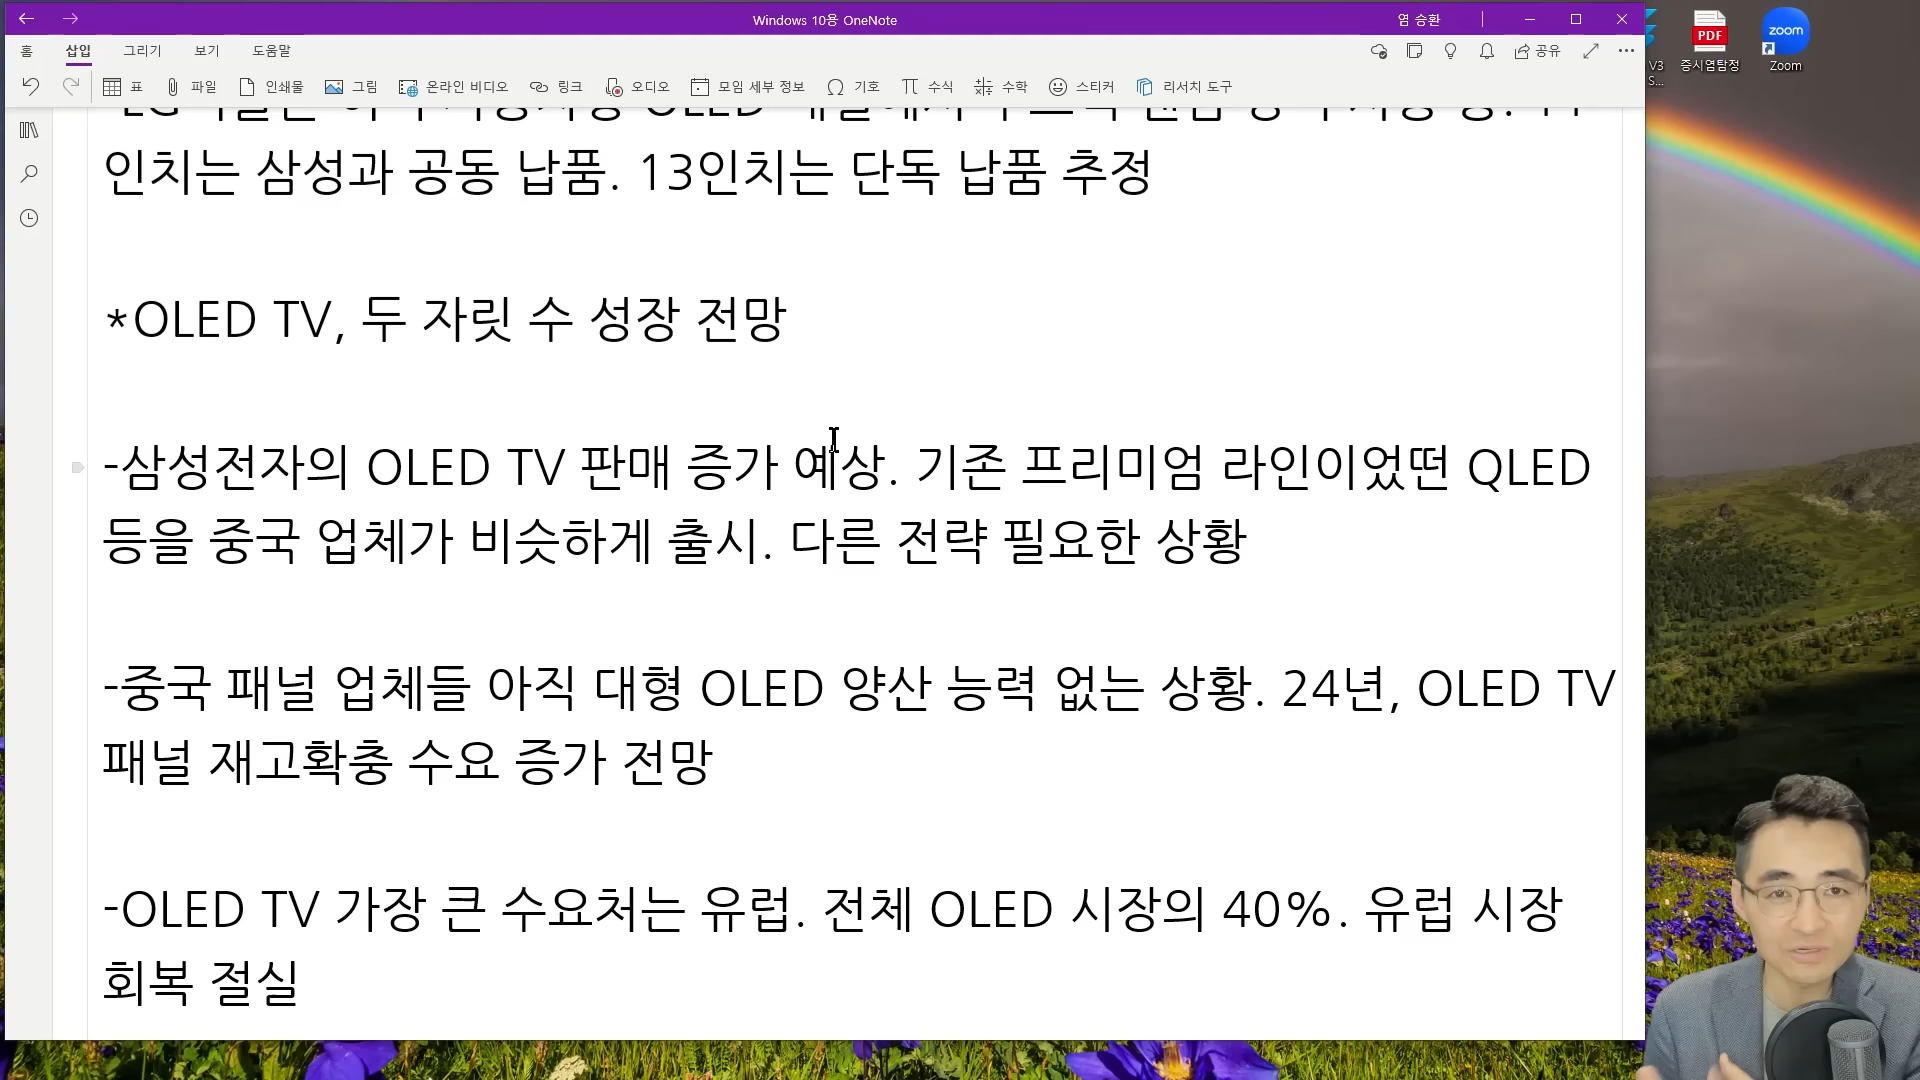 Windows 10용 OneNote
염 승환
홈 삽입 그리기 보기 도움말
공유
표 파일 인쇄물 그림 온라인 비디오 링크 오디오 모임 세부 정보 기호 수식 수학 스티커 리서치 도구
V3 S...
PDF
증시염탐정
zoom
Zoom
인치는 삼성과 공동 납품. 13인치는 단독 납품 추정
*OLED TV, 두 자릿 수 성장 전망
-삼성전자의 OLED TV 판매 증가 예상. 기존 프리미엄 라인이었떤 QLED
등을 중국 업체가 비슷하게 출시. 다른 전략 필요한 상황
-중국 패널 업체들 아직 대형 OLED 양산 능력 없는 상황. 24년, OLED TV
패널 재고확충 수요 증가 전망
-OLED TV 가장 큰 수요처는 유럽. 전체 OLED 시장의 40%. 유럽 시장
회복 절실